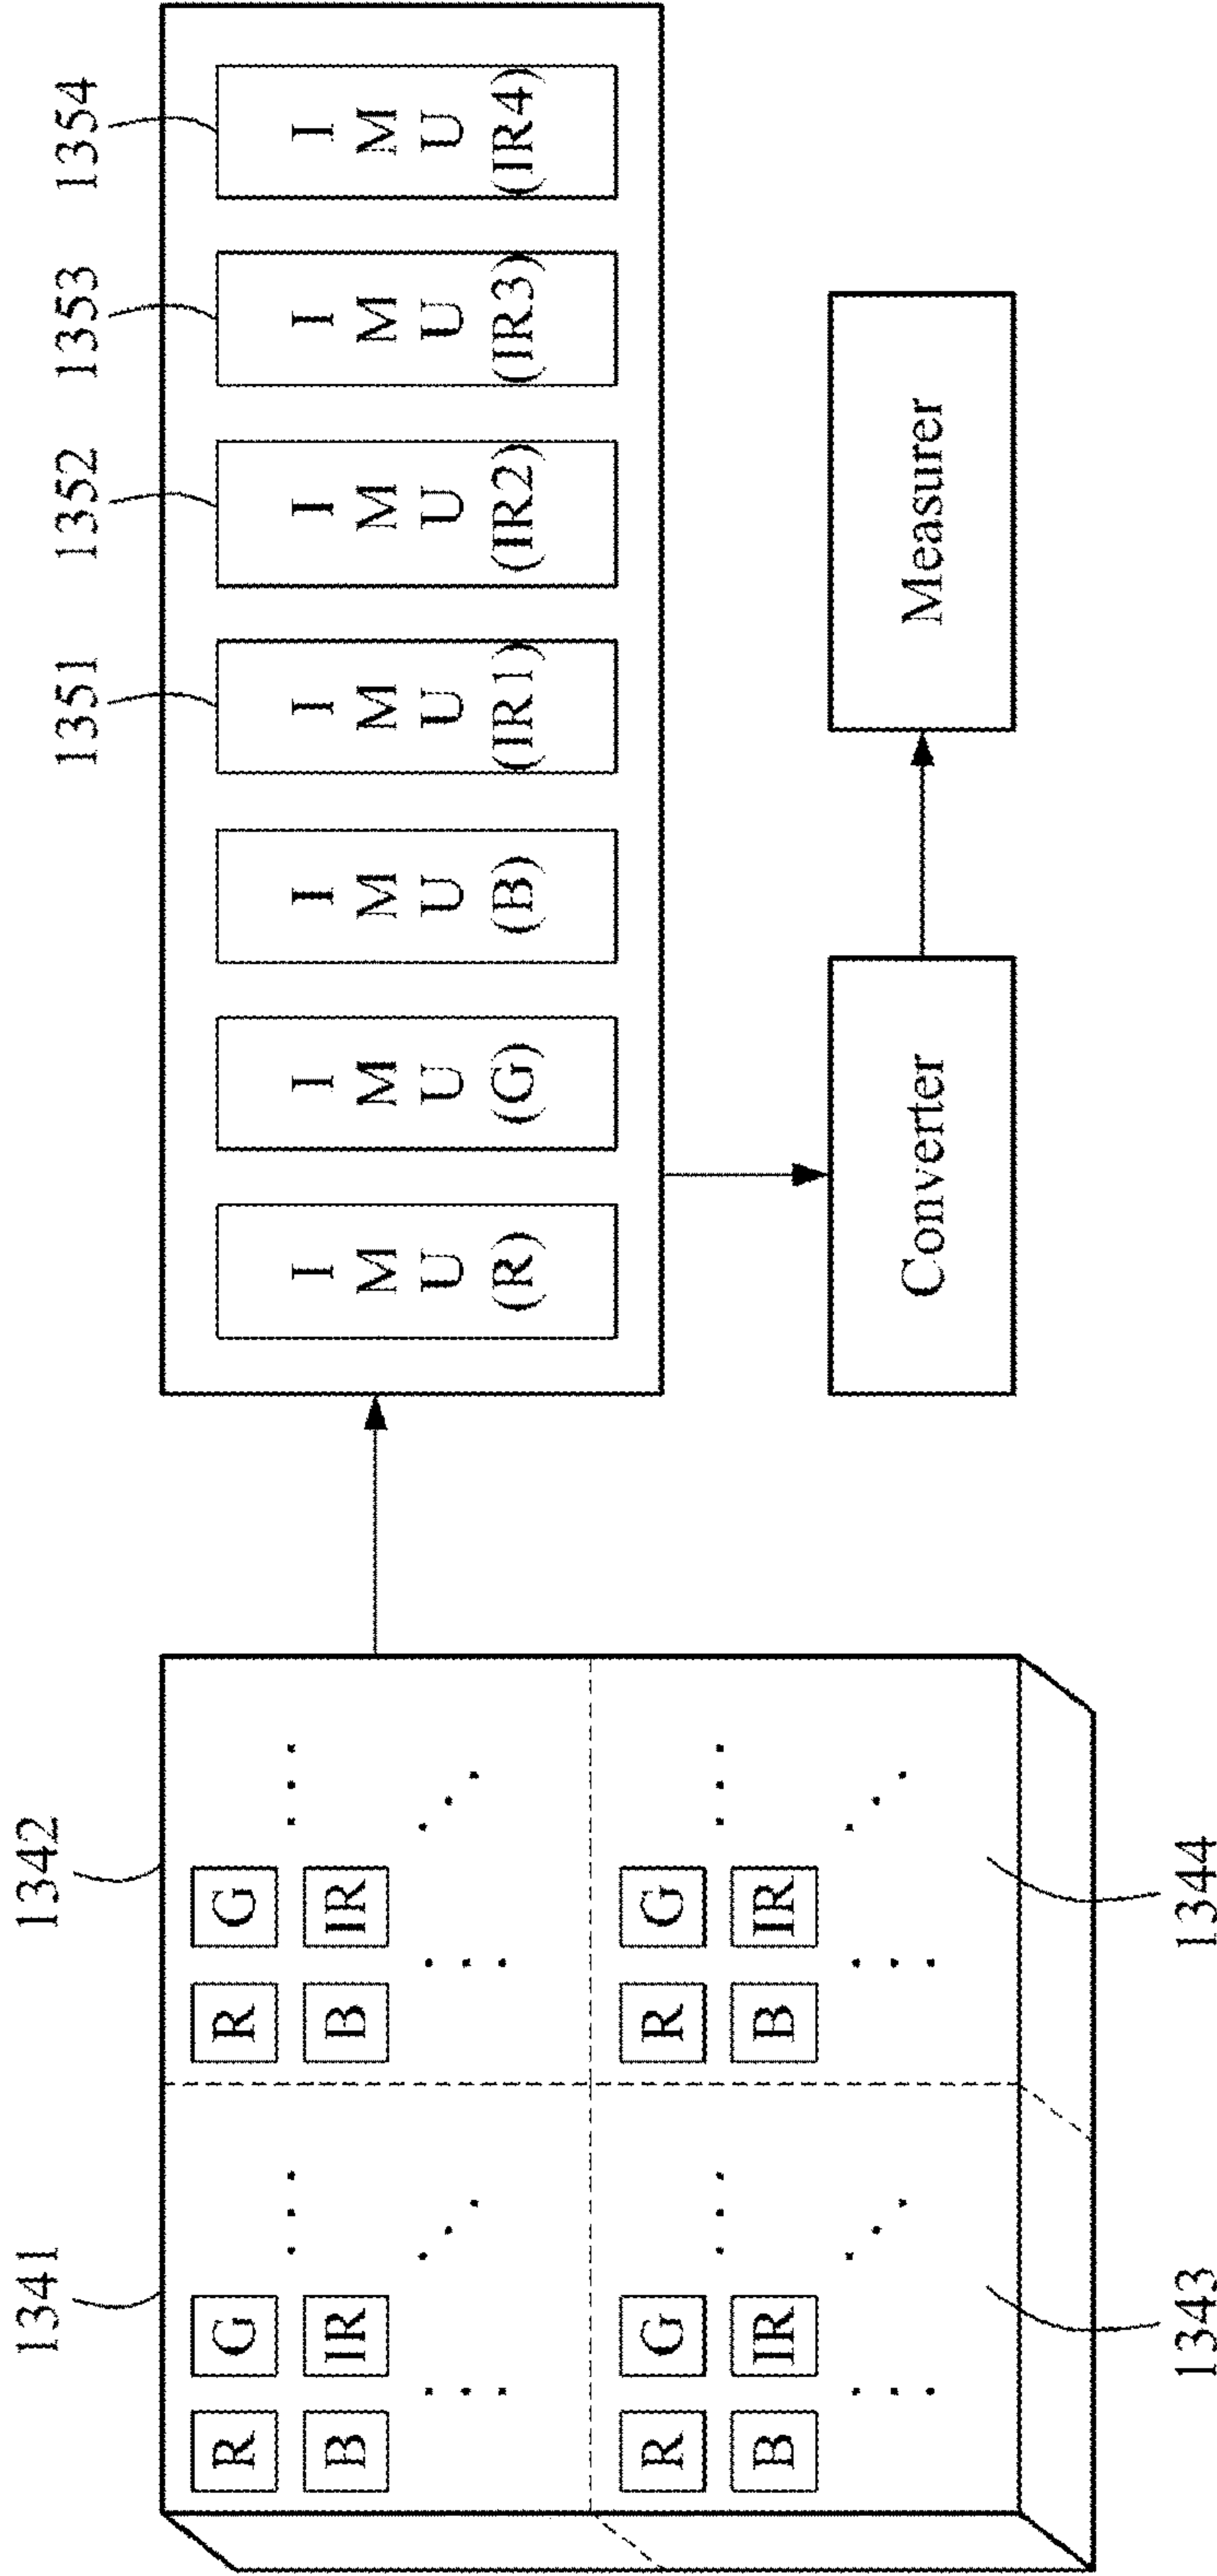 1341
1342
R G
B IR
R G
B IR
R G
B IR
R G
B IR
1343
1344
1351
1352
1353
1354
I
M
U
(R)
I
M
U
(G)
I
M
U
(B)
I
M
U
(IR1)
I
M
U
(IR2)
I
M
U
(IR3)
I
M
U
(IR4)
Converter
Measurer